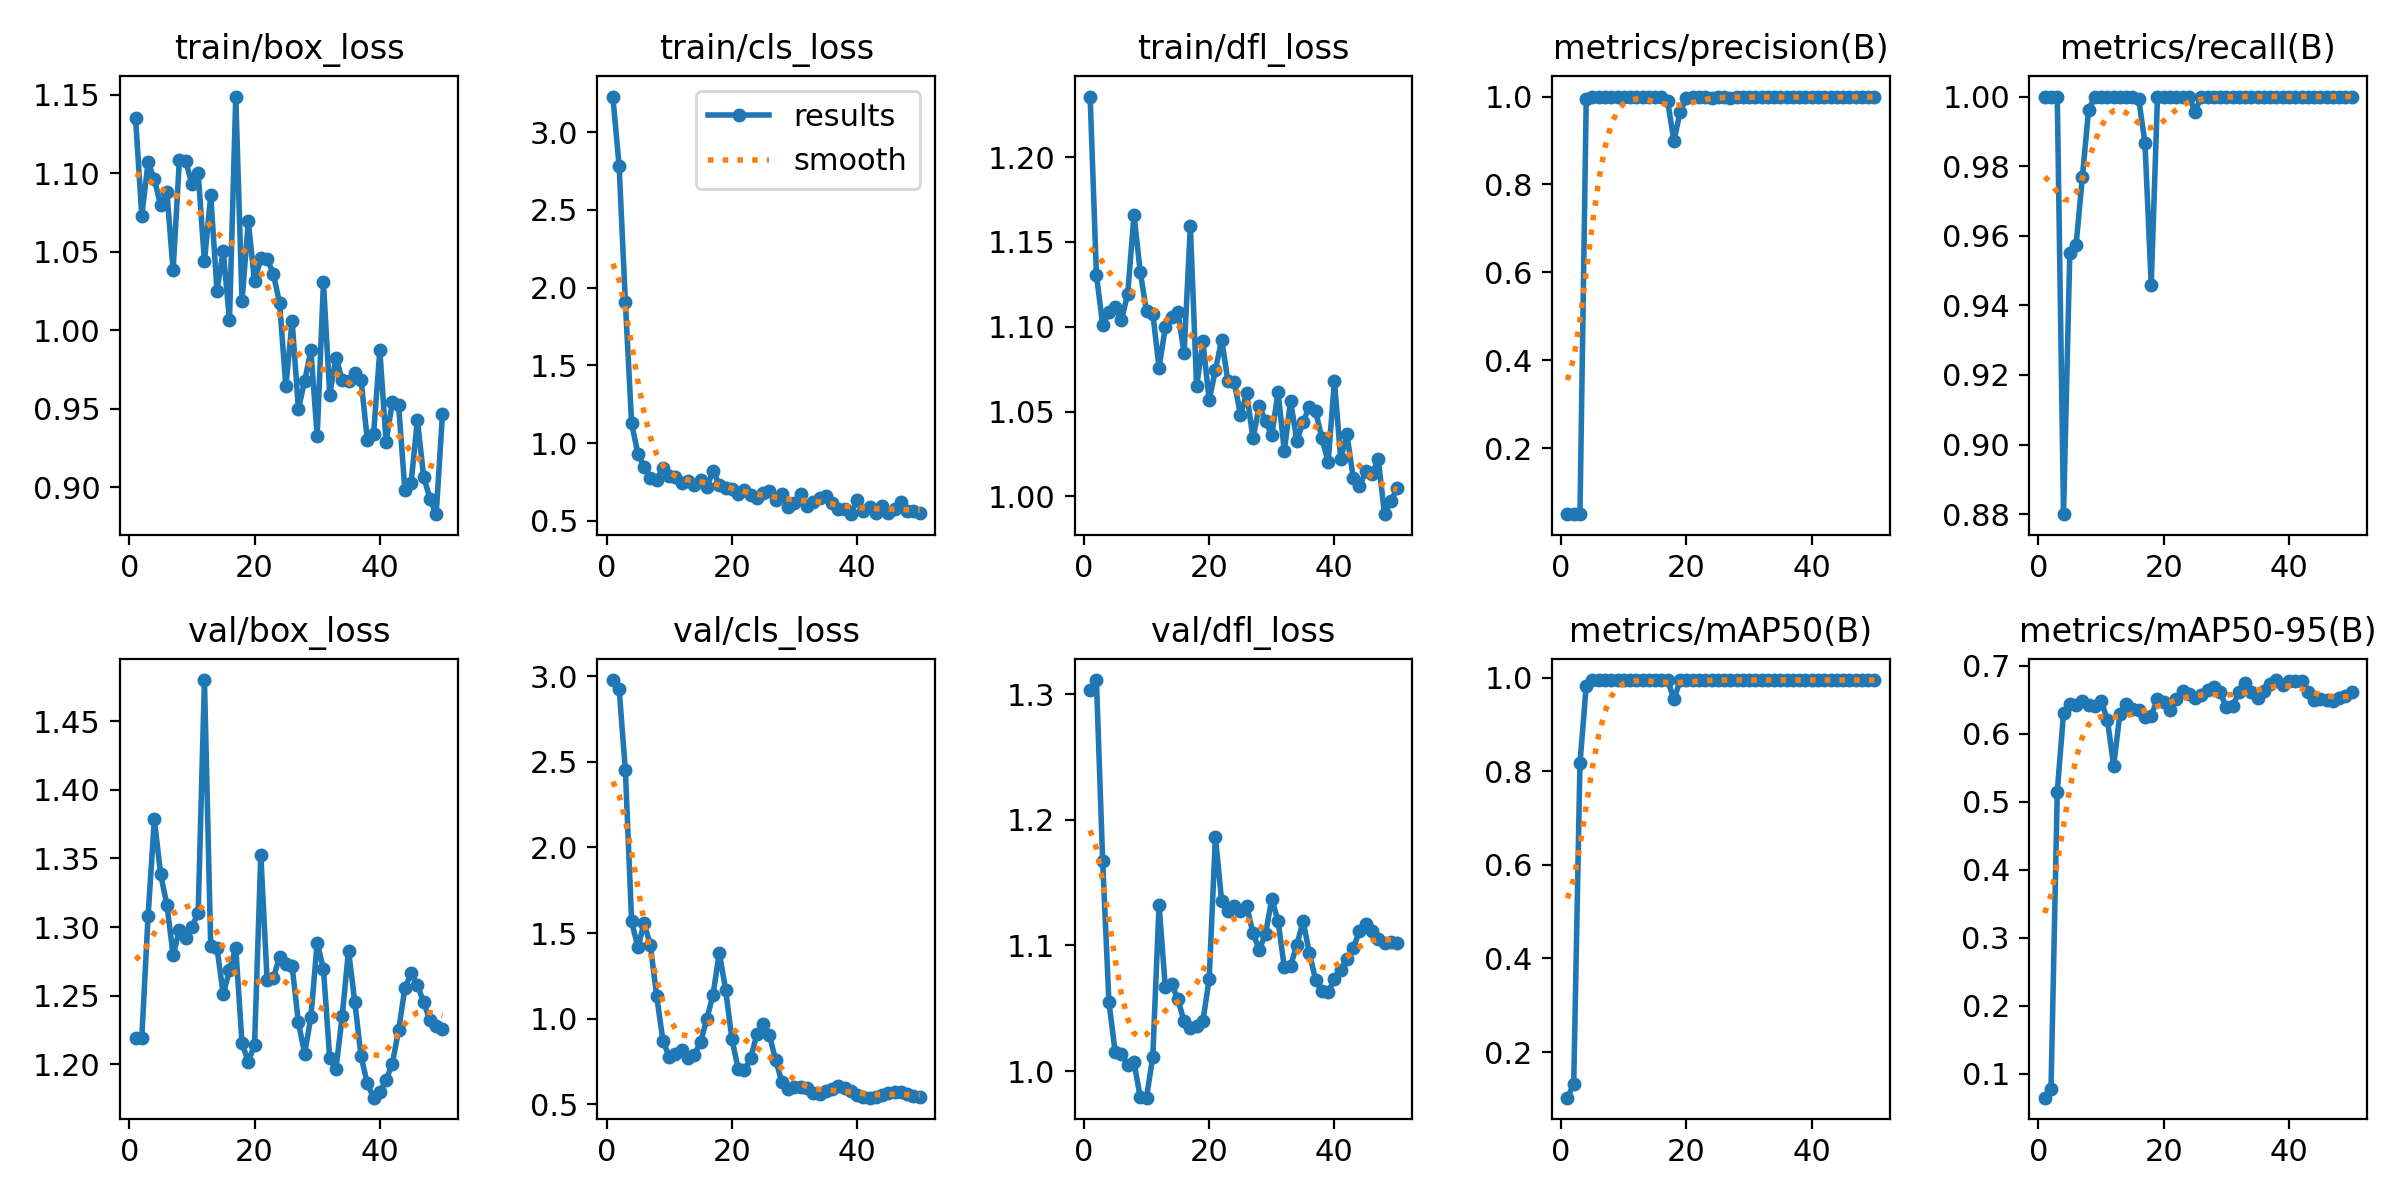 train/box_loss
1.15
1.10
1.05
1.00
0.95
0.90
0 20 40
train/cls_loss
results
smooth
3.0
2.5
2.0
1.5
1.0
0.5
0 20 40
train/dfl_loss
1.20
1.15
1.10
1.05
1.00
0 20 40
metrics/precision(B)
1.0
0.8
0.6
0.4
0.2
0 20 40
metrics/recall(B)
1.00
0.98
0.96
0.94
0.92
0.90
0.88
0 20 40
val/box_loss
1.45
1.40
1.35
1.30
1.25
1.20
0 20 40
val/cls_loss
3.0
2.5
2.0
1.5
1.0
0.5
0 20 40
val/dfl_loss
1.3
1.2
1.1
1.0
0 20 40
metrics/mAP50(B)
1.0
0.8
0.6
0.4
0.2
0 20 40
metrics/mAP50-95(B)
0.7
0.6
0.5
0.4
0.3
0.2
0.1
0 20 40